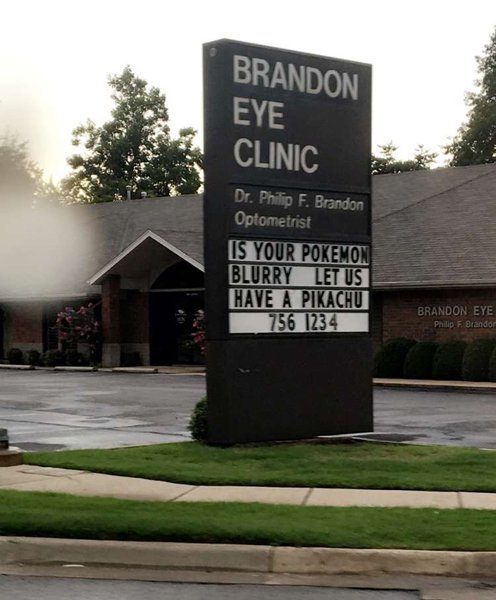 BRANDON
EYE
CLINIC
Dr. Philip F. Brandon
Optometrist
IS YOUR POKEMON
BLURRY LET US
HAVE A PIKACHU
756 1234
BRANDON EYE
Philip F. Brandon